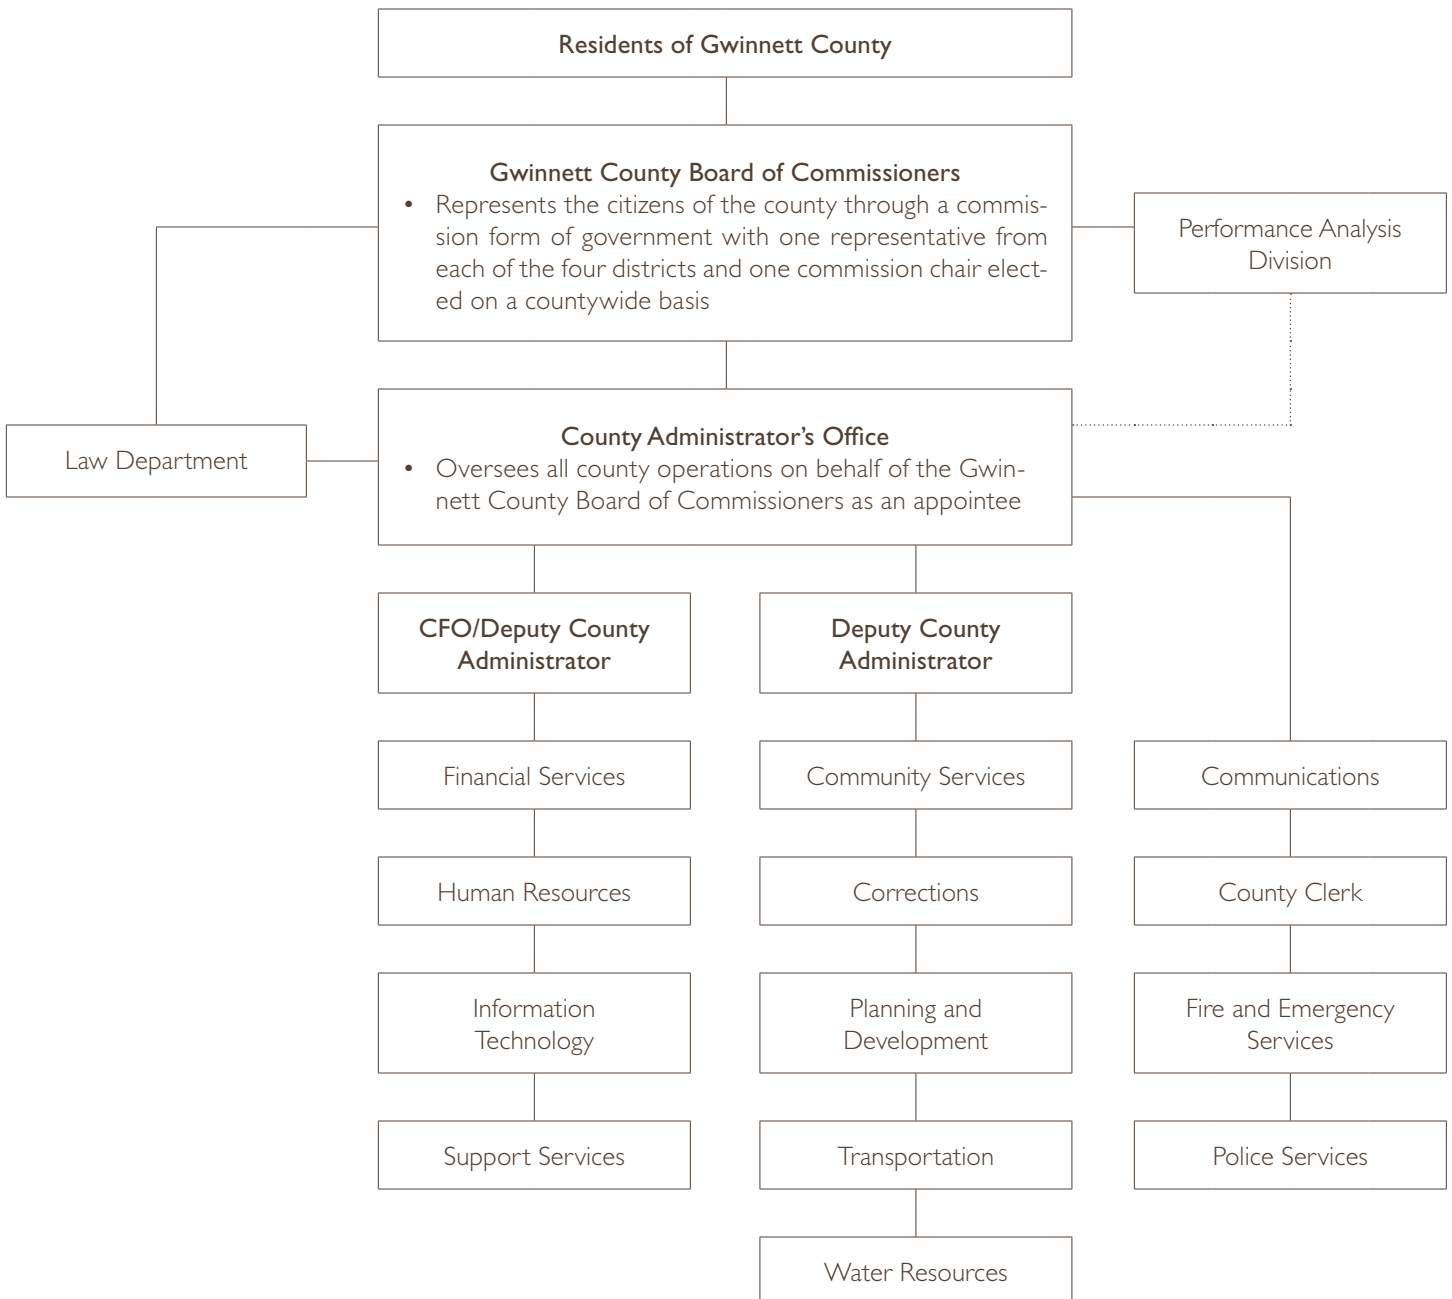 Residents of Gwinnett County
Gwinnett County Board of Commissioners
• Represents the citizens of the county through a commis-
sion form of government with one representative from
each of the four districts and one commission chair elect-
ed on a countywide basis
Performance Analysis
Division
Law Department
County Administrator’s Office
• Oversees all county operations on behalf of the Gwin-
nett County Board of Commissioners as an appointee
CFO/Deputy County
Administrator
Deputy County
Administrator
Financial Services
Community Services
Communications
Human Resources
Corrections
County Clerk
Information
Technology
Planning and
Development
Fire and Emergency
Services
Support Services
Transportation
Police Services
Water Resources